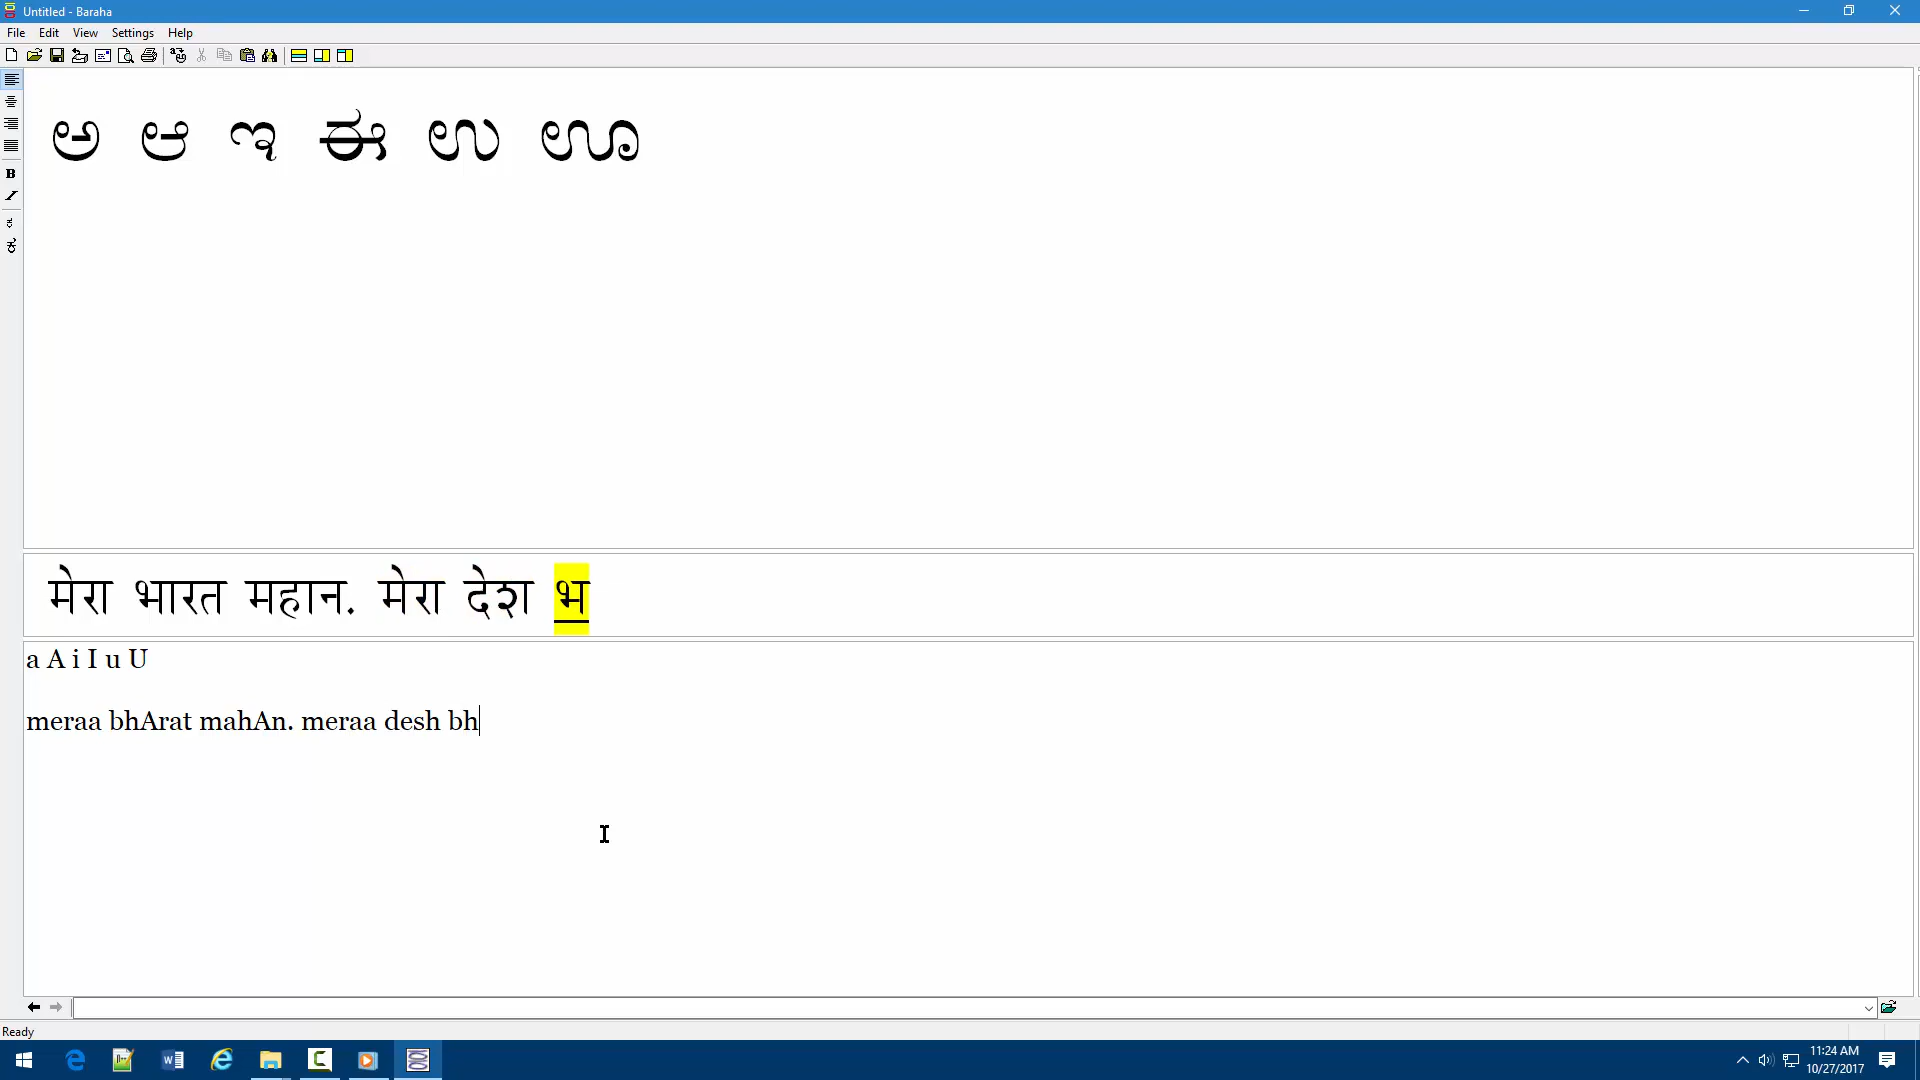 Untitled - Baraha
File Edit View Settings Help
ಅ ಆ ಇ ಈ ಉ ಊ
मेरा भारत महान. मेरा देश भ
a A i I u U
meraa bhArat mahAn. meraa desh bh
Ready
11:24 AM
10/27/2017